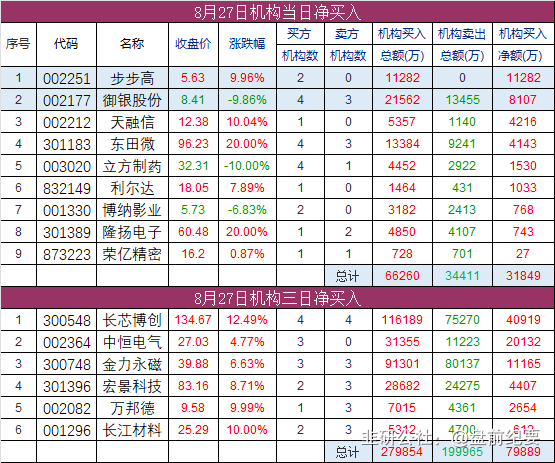 8月27日机构当日净买入
序号 代码 名称 收盘价 涨跌幅 买方机构数 卖方机构数 机构买入总额(万) 机构卖出总额(万) 机构买入净额(万)
1 002251 步步高 5.63 9.96% 2 0 11282 0 11282
2 002177 御银股份 8.41 -9.86% 4 3 21562 13455 8107
3 002212 天融信 12.38 10.04% 1 0 5357 1140 4216
4 301183 东田微 96.23 20.00% 4 3 13384 9241 4143
5 003020 立方制药 32.31 -10.00% 4 1 4452 2922 1530
6 832149 利尔达 18.05 7.89% 1 0 1464 431 1033
7 001330 博纳影业 5.73 -6.83% 2 0 3182 2413 768
8 301389 隆扬电子 60.48 20.00% 1 2 4850 4107 743
9 873223 荣亿精密 16.2 0.87% 1 1 728 701 27
总计 66260 34411 31849
8月27日机构三日净买入
1 300548 长芯博创 134.67 12.49% 4 4 116189 75270 40919
2 002364 中恒电气 27.03 4.77% 3 0 31355 11223 20132
3 300748 金力永磁 39.88 6.63% 3 3 91301 80137 11165
4 301396 宏景科技 83.16 8.71% 2 3 28682 24275 4407
5 002082 万邦德 9.58 9.99% 1 3 7015 4361 2654
6 001296 长江材料 25.29 10.00% 2 3 5312 4700
总计 279854 199965 79889
韭研公社：@盘前纪要